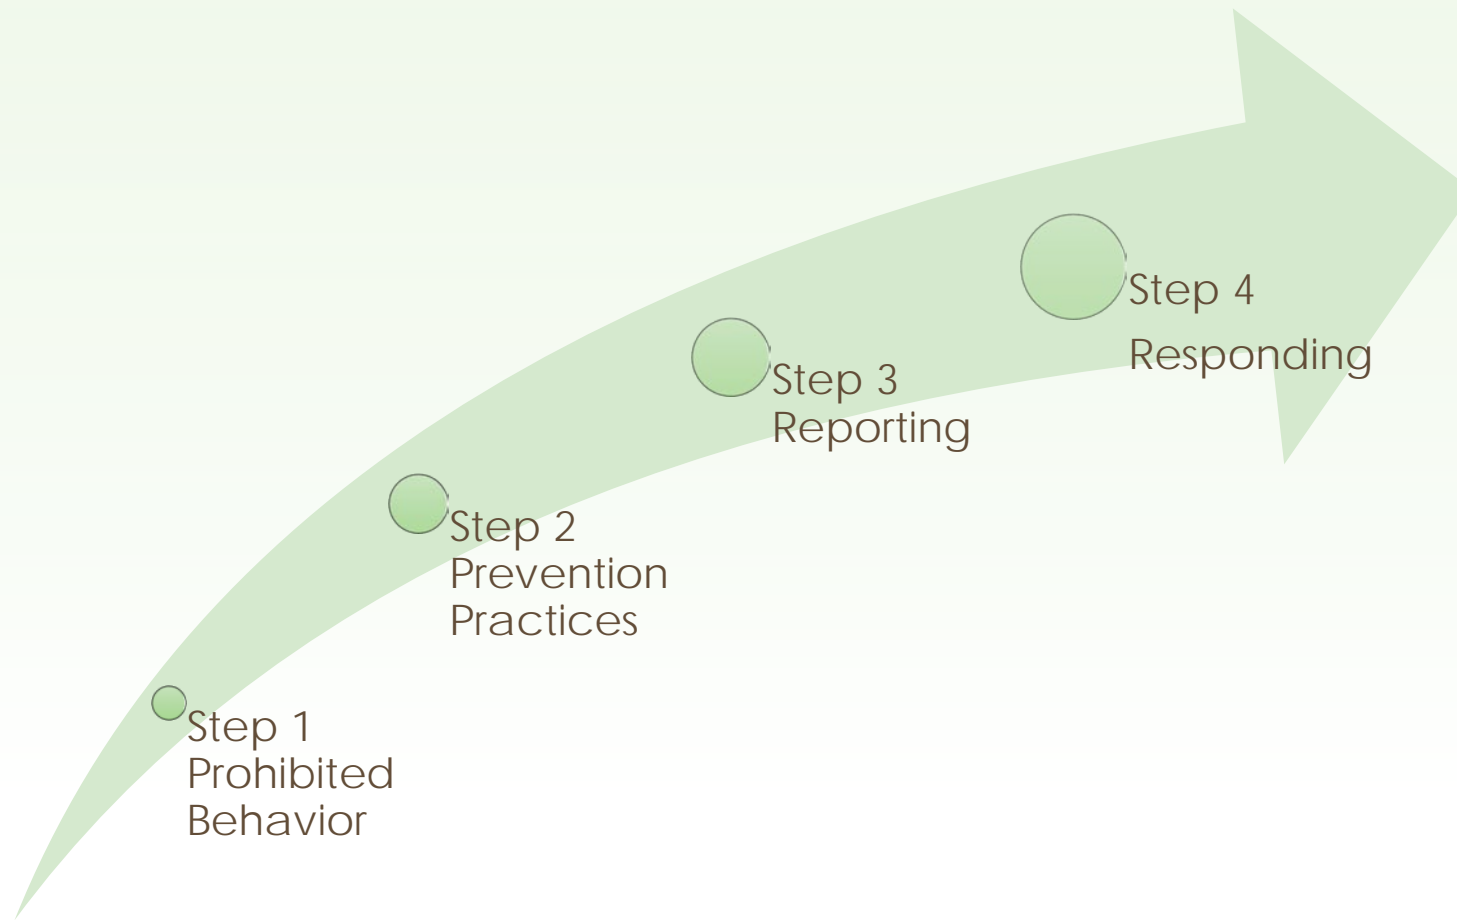 Step 1
Prohibited
Behavior
Step 2
Prevention
Practices
Step 3
Reporting
Step 4
Responding